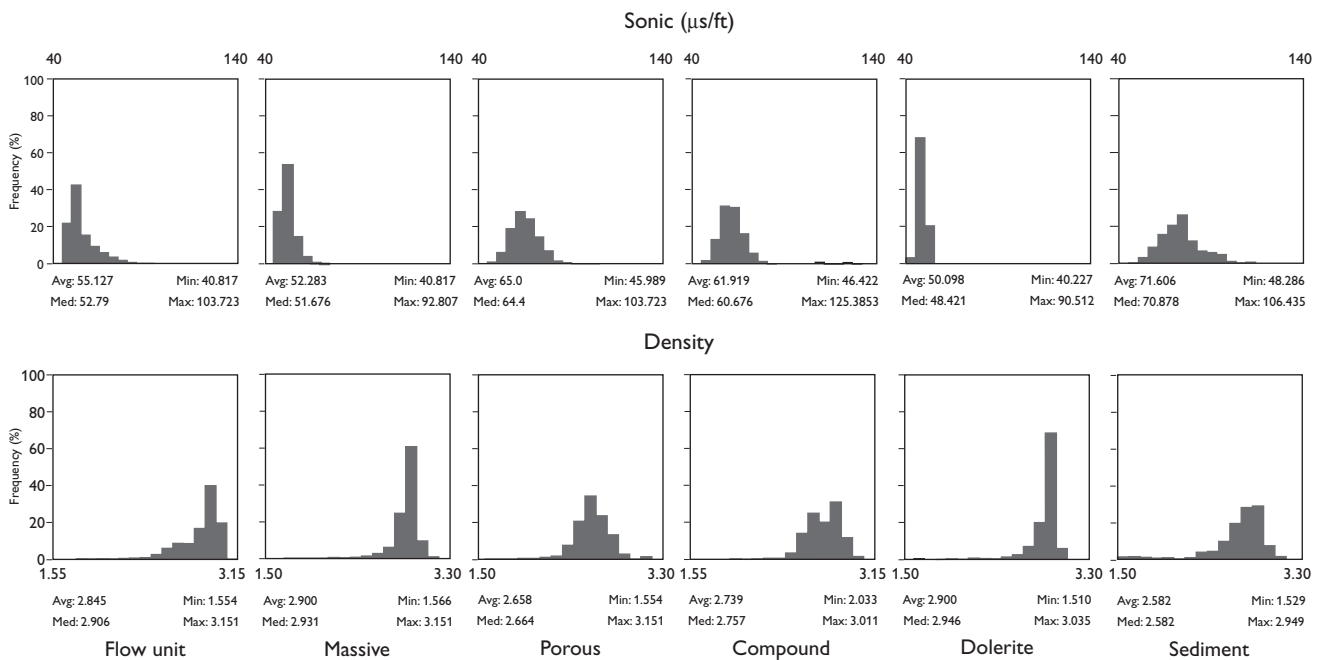 Sonic (μs/ft)
40 140 40 140 40 140 40 140 40 140 40 140
100
80
60
40
20
0
Frequency (%)
Avg: 55.127 Min: 40.817 Avg: 52.283 Min: 40.817 Avg: 65.0 Min: 45.989 Avg: 61.919 Min: 46.422 Avg: 50.098 Min: 40.227 Avg: 71.606 Min: 48.286
Med: 52.79 Max: 103.723 Med: 51.676 Max: 92.807 Med: 64.4 Max: 103.723 Med: 60.676 Max: 125.3853 Med: 48.421 Max: 90.512 Med: 70.878 Max: 106.435
Density
100
80
60
40
20
0
Frequency (%)
1.55 3.15 1.50 3.30 1.50 3.30 1.55 3.15 1.50 3.30 1.50 3.30
Avg: 2.845 Min: 1.554 Avg: 2.900 Min: 1.566 Avg: 2.658 Min: 1.554 Avg: 2.739 Min: 2.033 Avg: 2.900 Min: 1.510 Avg: 2.582 Min: 1.529
Med: 2.906 Max: 3.151 Med: 2.931 Max: 3.151 Med: 2.664 Max: 3.151 Med: 2.757 Max: 3.011 Med: 2.946 Max: 3.035 Med: 2.582 Max: 2.949
Flow unit Massive Porous Compound Dolerite Sediment